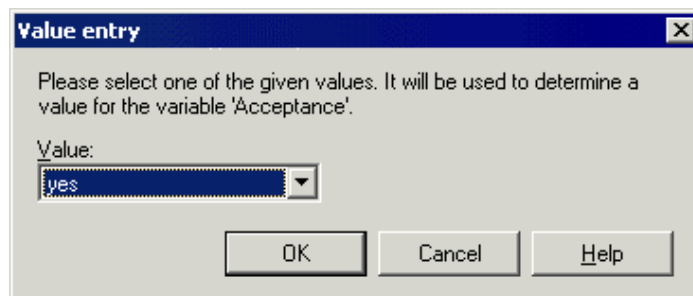 Value entry
Please select one of the given values. It will be used to determine a
value for the variable 'Acceptance'.
Value:
yes
OK Cancel Help